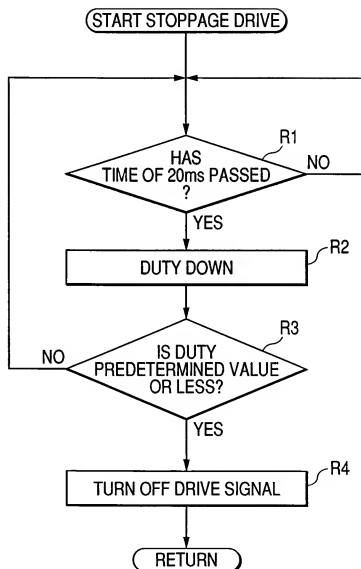 START STOPPAGE DRIVE
R1
HAS
TIME OF 20ms PASSED
?
NO
YES
R2
DUTY DOWN
R3
IS DUTY
PREDETERMINED VALUE
OR LESS?
NO
YES
R4
TURN OFF DRIVE SIGNAL
RETURN